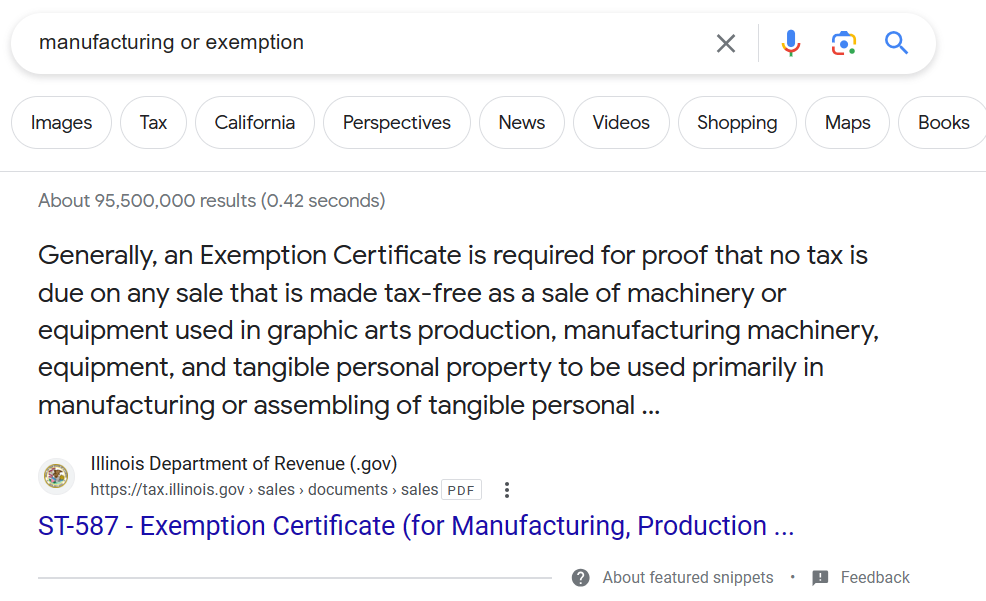 manufacturing or exemption
Images Tax California Perspectives News Videos Shopping Maps Books
About 95,500,000 results (0.42 seconds)
Generally, an Exemption Certificate is required for proof that no tax is
due on any sale that is made tax-free as a sale of machinery or
equipment used in graphic arts production, manufacturing machinery,
equipment, and tangible personal property to be used primarily in
manufacturing or assembling of tangible personal ...
Illinois Department of Revenue (.gov)
https://tax.illinois.gov › sales › documents › sales PDF
ST-587 - Exemption Certificate (for Manufacturing, Production ...
About featured snippets • Feedback